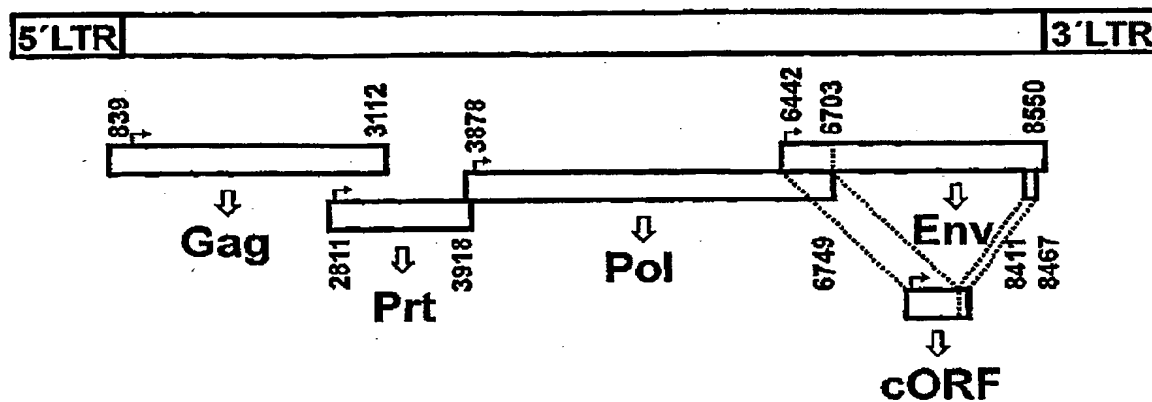 5´LTR 3´LTR
839 3112 3878 6442 6703 8550
Gag Prt Pol Env
2811 3918 6749 8411 8467
cORF